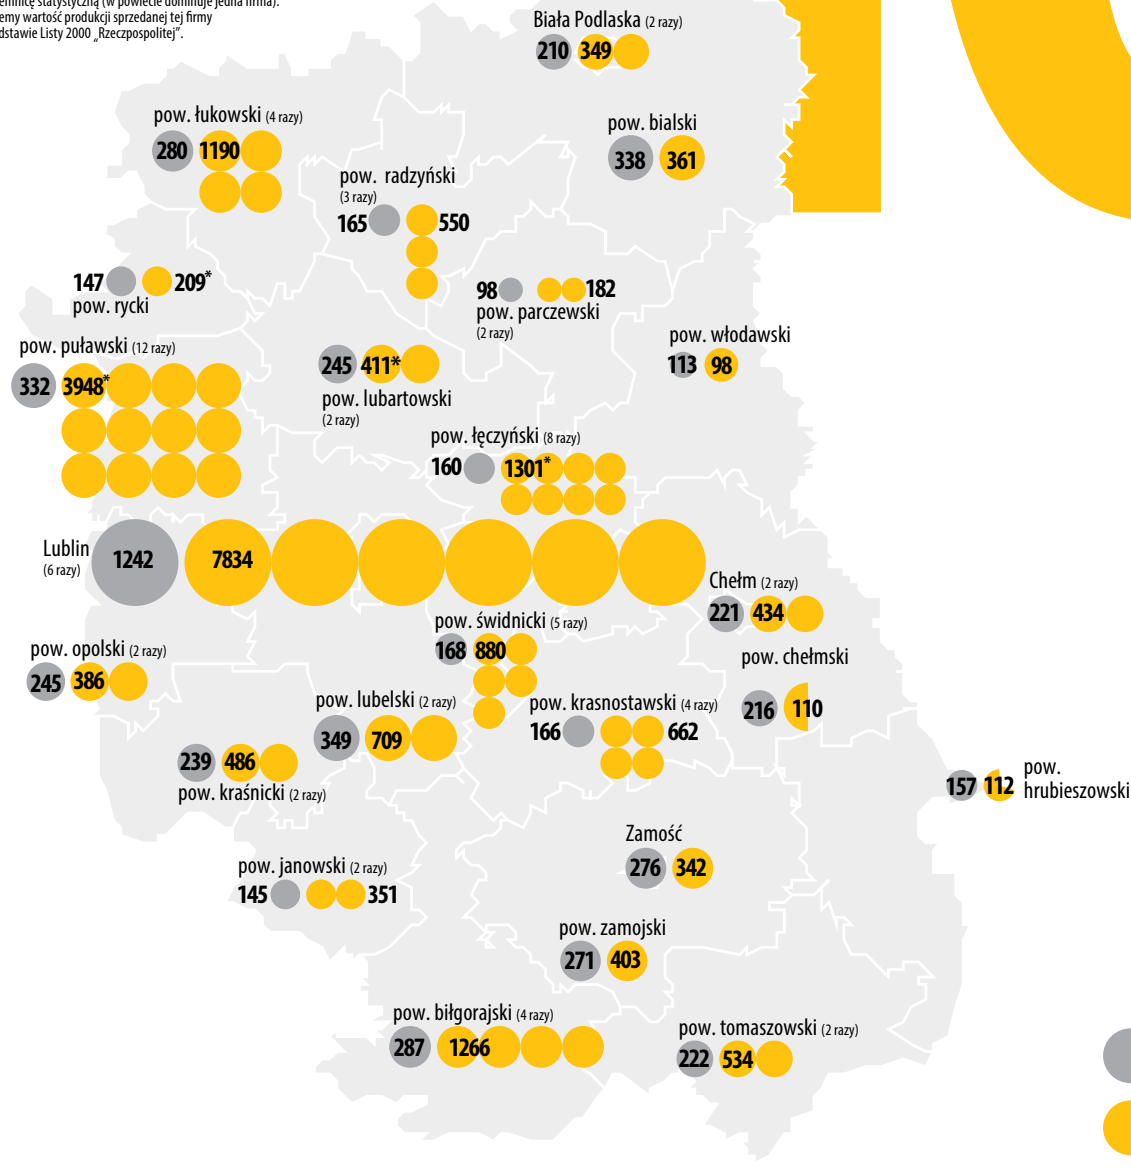 statystyczną (w powiecie dominuje jedna firma).
wartość produkcji sprzedanej tej firmy
Listy 2000 „Rzeczpospolitej”.
Biała Podlaska (2 razy)
210 349
pow. łukowski (4 razy)
280 1190
pow. bialski
338 361
pow. radzyński
(3 razy)
165 550
147 209*
pow. rycki
98 182
pow. parczewski
(2 razy)
pow. włodawski
113 98
pow. puławski (12 razy)
332 3948*
245 411*
pow. lubartowski
(2 razy)
pow. łęczyński (8 razy)
160 1301*
Lublin
(6 razy)
1242 7834
Chełm (2 razy)
221 434
pow. świdnicki (5 razy)
168 880
pow. opolski (2 razy)
245 386
pow. chełmski
216 110
pow. lubelski (2 razy)
349 709
pow. krasnostawski (4 razy)
166 662
239 486
pow. kraśnicki (2 razy)
157 112
pow.
hrubieszowski
Zamość
276 342
pow. janowski (2 razy)
145 351
pow. zamojski
271 403
pow. biłgorajski (4 razy)
287 1266
pow. tomaszowski (2 razy)
222 534